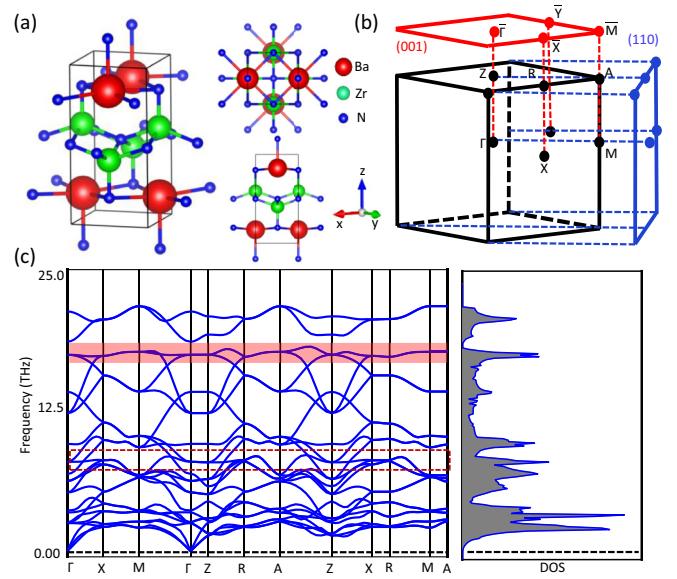 (a)
Ba
Zr
N
z
x
y
(b)
Y̅
Γ̅
M̅
X̅
(001)
(110)
Z
R
A
Γ
M
X
(c)
25.0
12.5
0.00
Frequency (THz)
Γ X M Γ Z R A Z X R M A
DOS